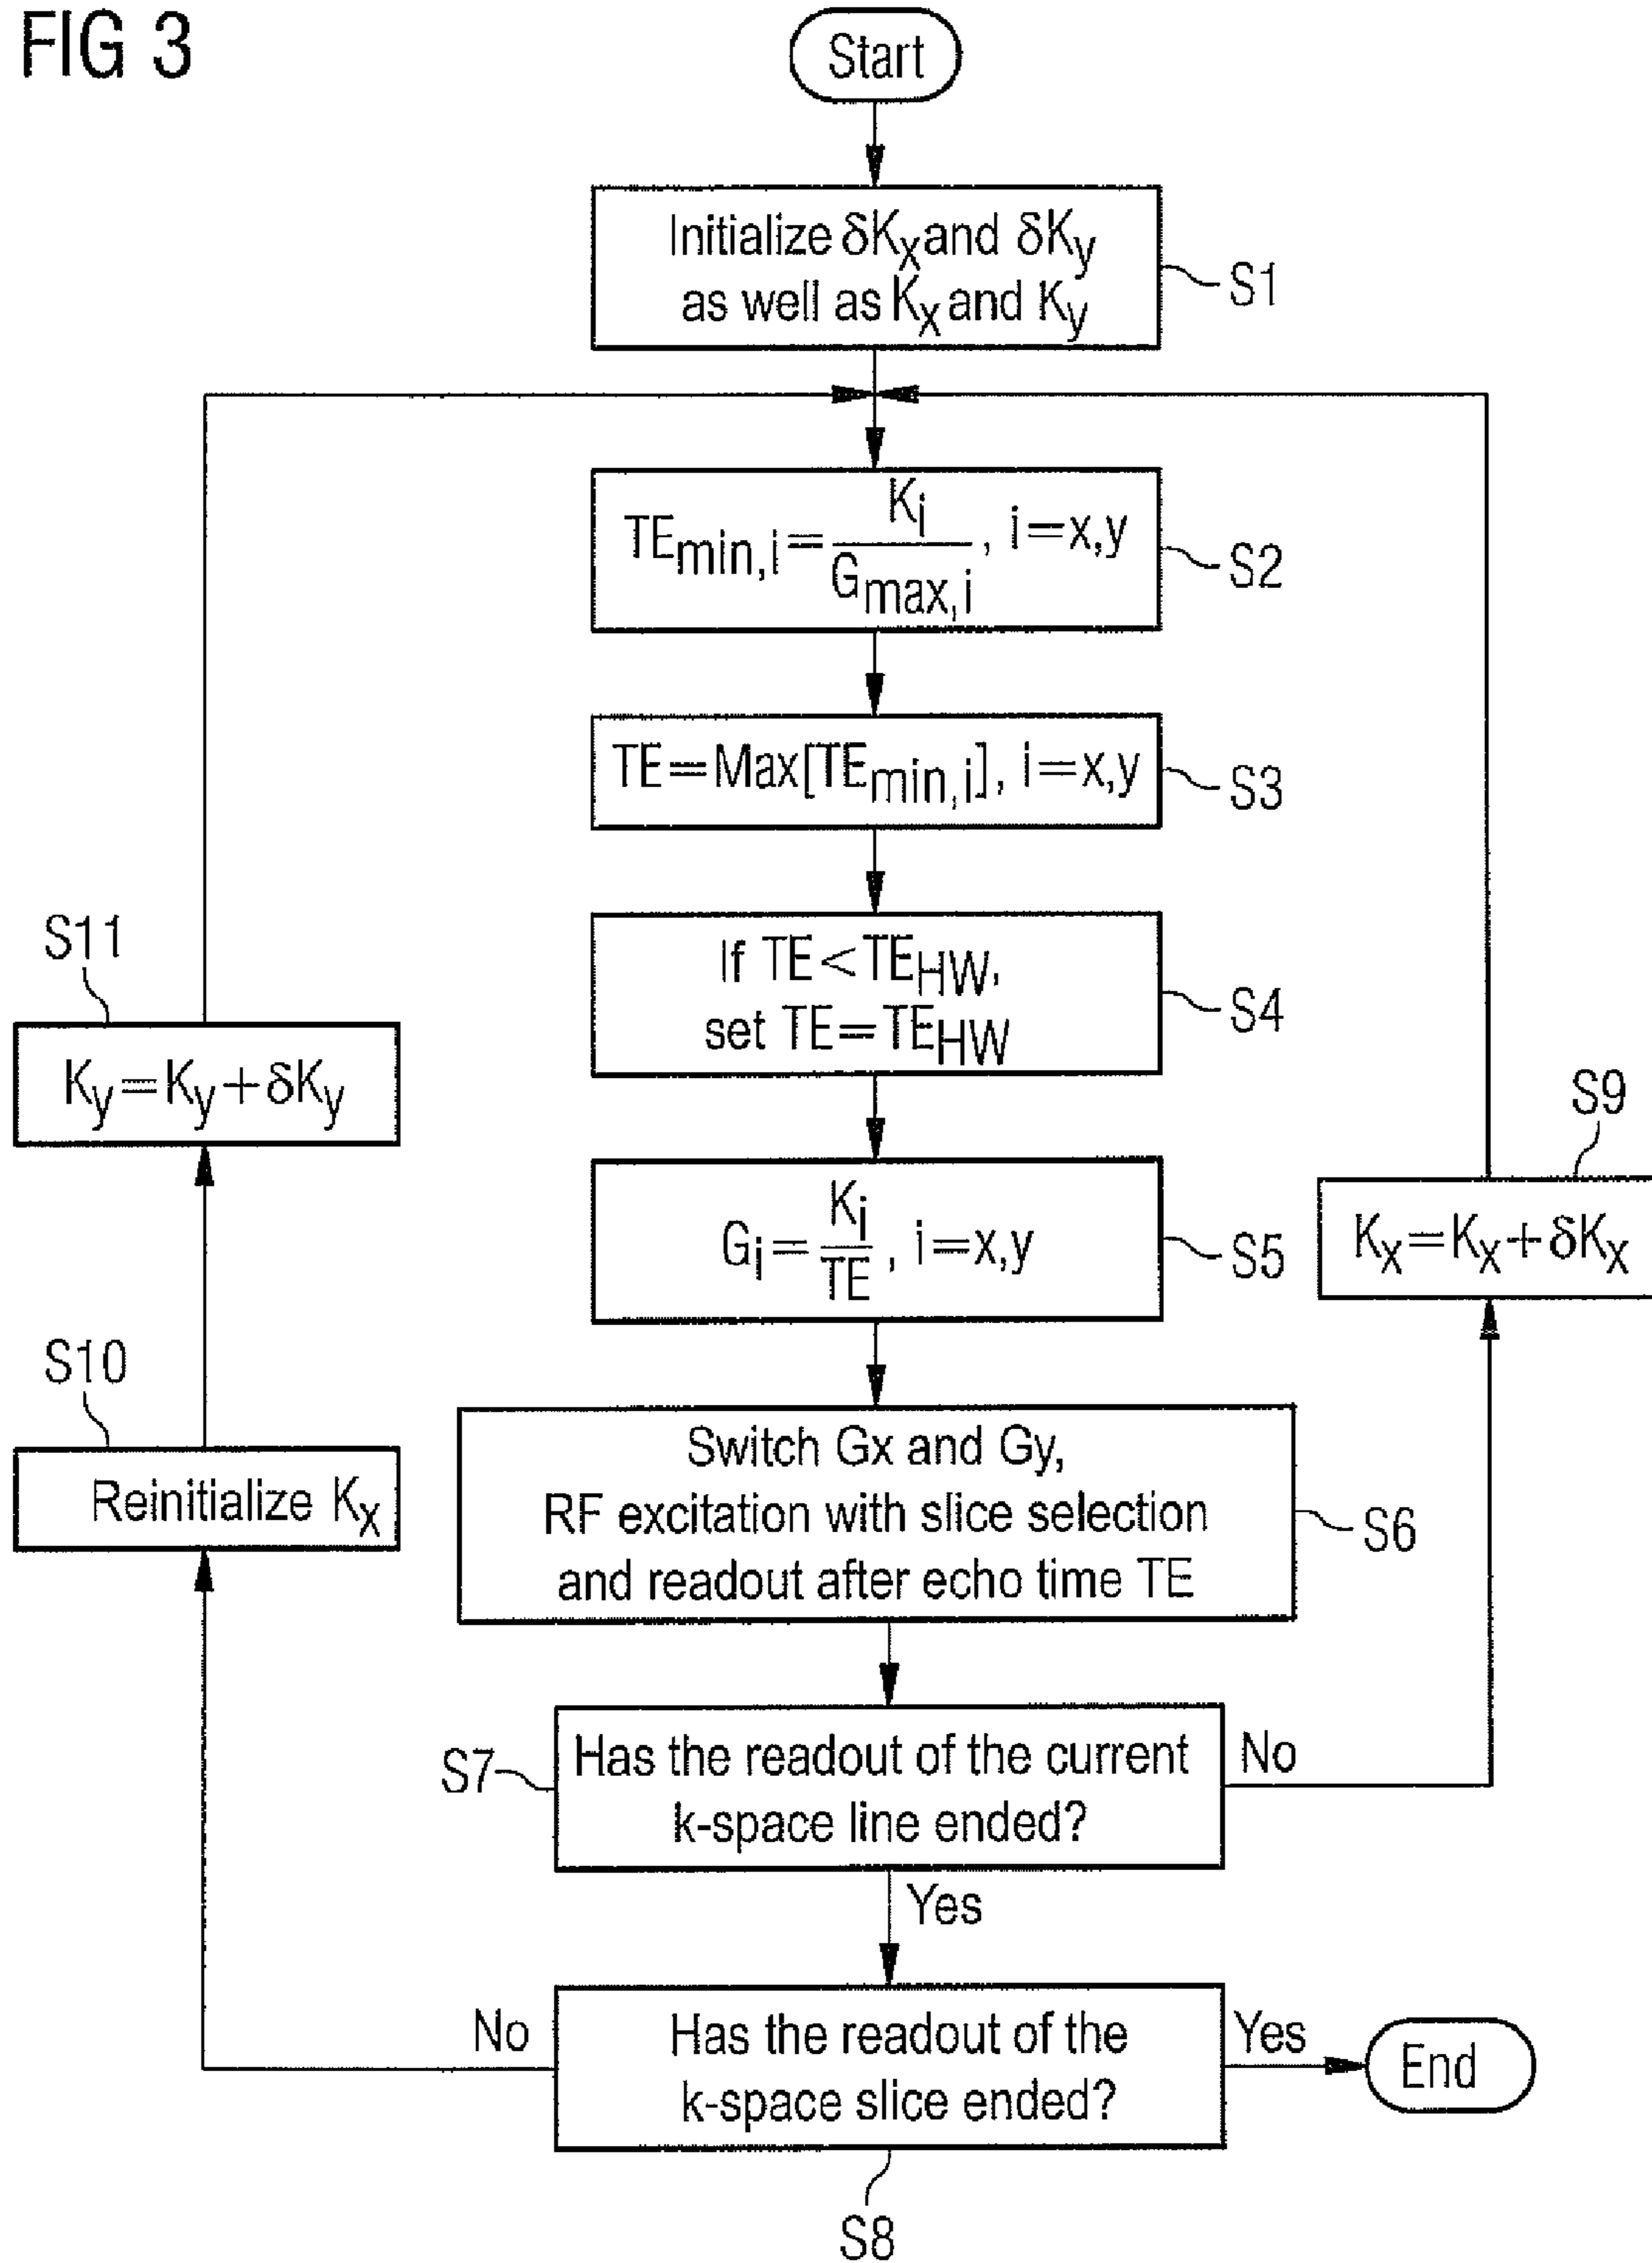 FIG 3
Start
Initialize δKx and δKy
as well as Kx and Ky
S1
TEmin,i = Ki / Gmax,i , i=x,y
S2
TE=Max[TEmin,i], i=x,y
S3
If TE<TEHW,
set TE=TEHW
S4
Gi = Ki / TE , i=x,y
S5
Switch Gx and Gy,
RF excitation with slice selection
and readout after echo time TE
S6
S7
Has the readout of the current
k-space line ended?
No
Yes
S9
Kx=Kx+δKx
Has the readout of the
k-space slice ended?
S8
No
Yes
End
S10
Reinitialize Kx
S11
Ky=Ky+δKy